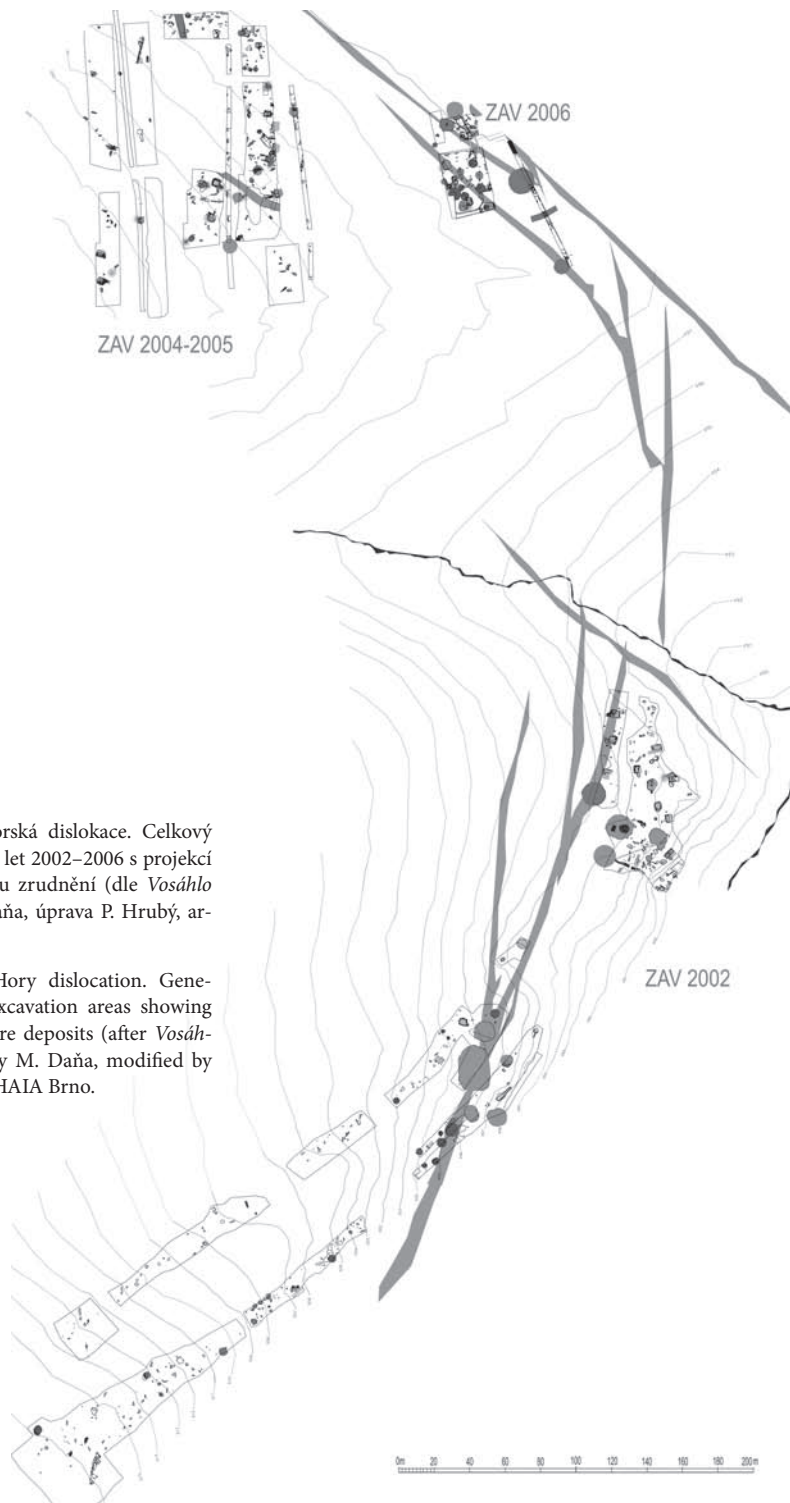 ZAV 2006
ZAV 2004-2005
orská dislokace. Celkový
let 2002–2006 s projekcí
u zrudnění (dle Vosáhlo
aňa, úprava P. Hrubý, ar-
Hory dislocation. Gene-
xcavation areas showing
re deposits (after Vosáh-
y M. Daňa, modified by
HAIA Brno.
ZAV 2002
0m 20 40 60 80 100 120 140 160 180 200 m